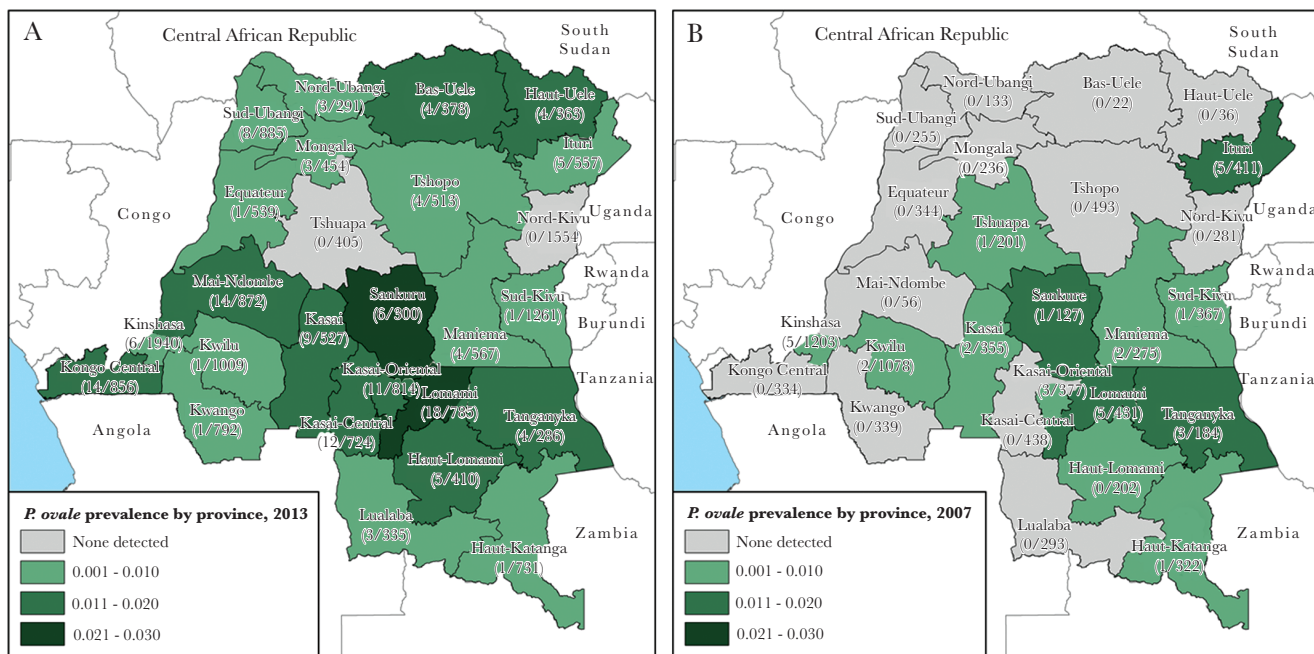 A
Central African Republic
South
Sudan
Nord-Ubangi
(3/291)
Bas-Uele
(4/378)
Haut-Uele
(4/363)
Sud-Ubangi
(8/885)
Mongala
(3/454)
Ituri
(5/557)
Equateur
(1/539)
Tshopo
(4/513)
Congo
Tshuapa
(0/405)
Nord-Kivu
(0/1554)
Uganda
Rwanda
Mai-Ndombe
(14/872)
Sankuru
(6/300)
Sud-Kivu
(1/1261)
Burundi
Kasai
(9/527)
Kinshasa
(6/1940)
Kwilu
(1/1009)
Maniema
(4/567)
Kongo Central
(14/856)
Kasai-Oriental
(11/814)
Tanzania
Lomami
(18/785)
Kwango
(1/792)
Kasai-Central
(12/724)
Tanganyka
(4/286)
Angola
Haut-Lomami
(5/410)
Lualaba
(3/335)
Haut-Katanga
(1/731)
Zambia
P. ovale prevalence by province, 2013
None detected
0.001 - 0.010
0.011 - 0.020
0.021 - 0.030
B
Central African Republic
South
Sudan
Nord-Ubangi
(0/133)
Bas-Uele
(0/22)
Haut-Uele
(0/36)
Sud-Ubangi
(0/255)
Mongala
(0/236)
Ituri
(5/411)
Equateur
(0/344)
Tshopo
(0/493)
Congo
Tshuapa
(1/201)
Nord-Kivu
(0/281)
Uganda
Rwanda
Mai-Ndombe
(0/56)
Sankure
(1/127)
Sud-Kivu
(1/367)
Burundi
Kinshasa
(5/1203)
Kasai
(2/355)
Kwilu
(2/1078)
Maniema
(2/275)
Kongo Central
(0/334)
Kasai-Oriental
(3/377)
Tanzania
Lomami
(5/431)
Kwango
(0/339)
Kasai-Central
(0/438)
Tanganyka
(3/184)
Angola
Haut-Lomami
(0/202)
Lualaba
(0/293)
Haut-Katanga
(1/322)
Zambia
P. ovale prevalence by province, 2007
None detected
0.001 - 0.010
0.011 - 0.020
0.021 - 0.030